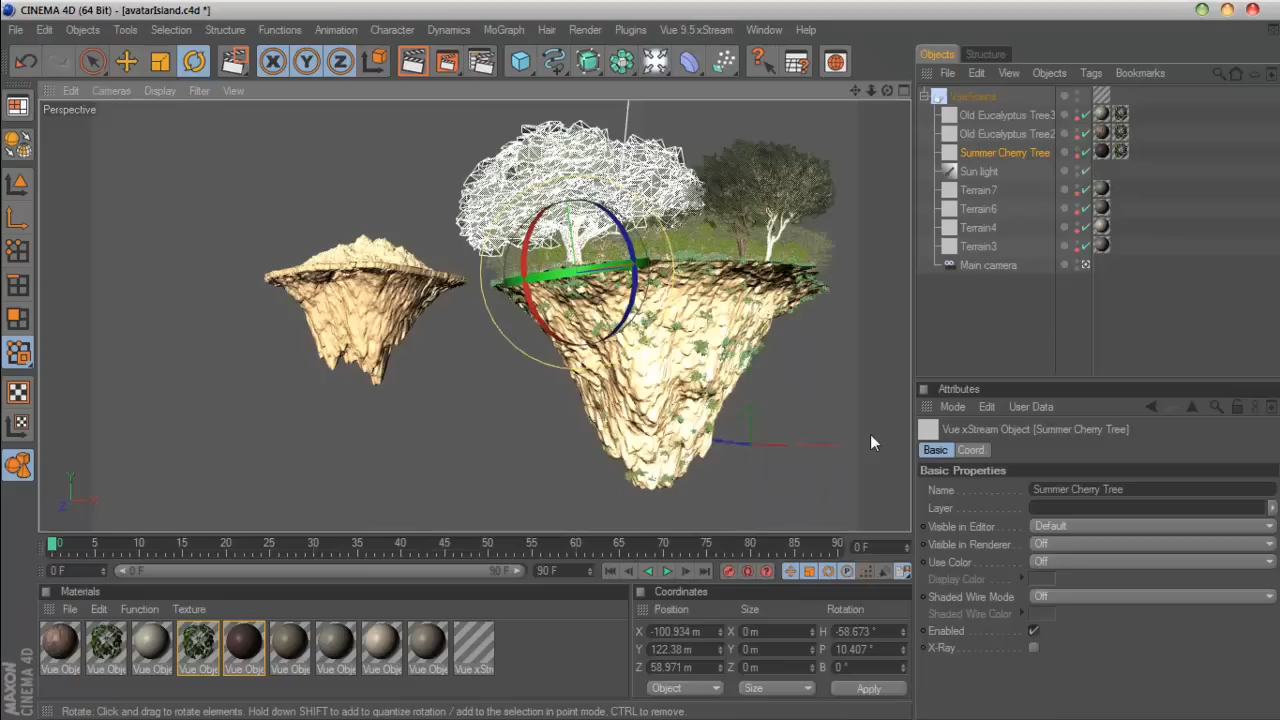 CINEMA 4D (64 Bit) - [avatarIsland.c4d *]
File Edit Objects Tools Selection Structure Functions Animation Character Dynamics MoGraph Hair Render Plugins Vue 9.5 xStream Window Help
Objects Structure
File Edit View Objects Tags Bookmarks
Edit Cameras Display Filter View
Perspective
Old Eucalyptus Tree3
Old Eucalyptus Tree2
Summer Cherry Tree
Sun light
Terrain7
Terrain6
Terrain4
Terrain3
Main camera
Attributes
Mode Edit User Data
Vue xStream Object [Summer Cherry Tree]
Basic Coord.
Basic Properties
Name Summer Cherry Tree
Layer
Visible in Editor Default
Visible in Renderer Off
Use Color Off
Display Color
Shaded Wire Mode Off
Shaded Wire Color
Enabled
X-Ray
X Y Z
Y X Z
0 5 10 15 20 25 30 35 40 45 50 55 60 65 70 75 80 85 90 0 F
0 F 0 F 90 F 90 F
Materials
File Edit Function Texture
Vue Obje Vue Obje Vue Obje Vue Obje Vue Obje Vue Obje Vue Obje Vue Obje Vue Obje Vue xStr
Coordinates
Position Size Rotation
X -100.934 m X 0 m H -58.673 °
Y 122.38 m Y 0 m P 10.407 °
Z 58.971 m Z 0 m B 0 °
Object Size Apply
MAXON CINEMA 4D
Rotate: Click and drag to rotate elements. Hold down SHIFT to add to quantize rotation / add to the selection in point mode. CTRL to remove.